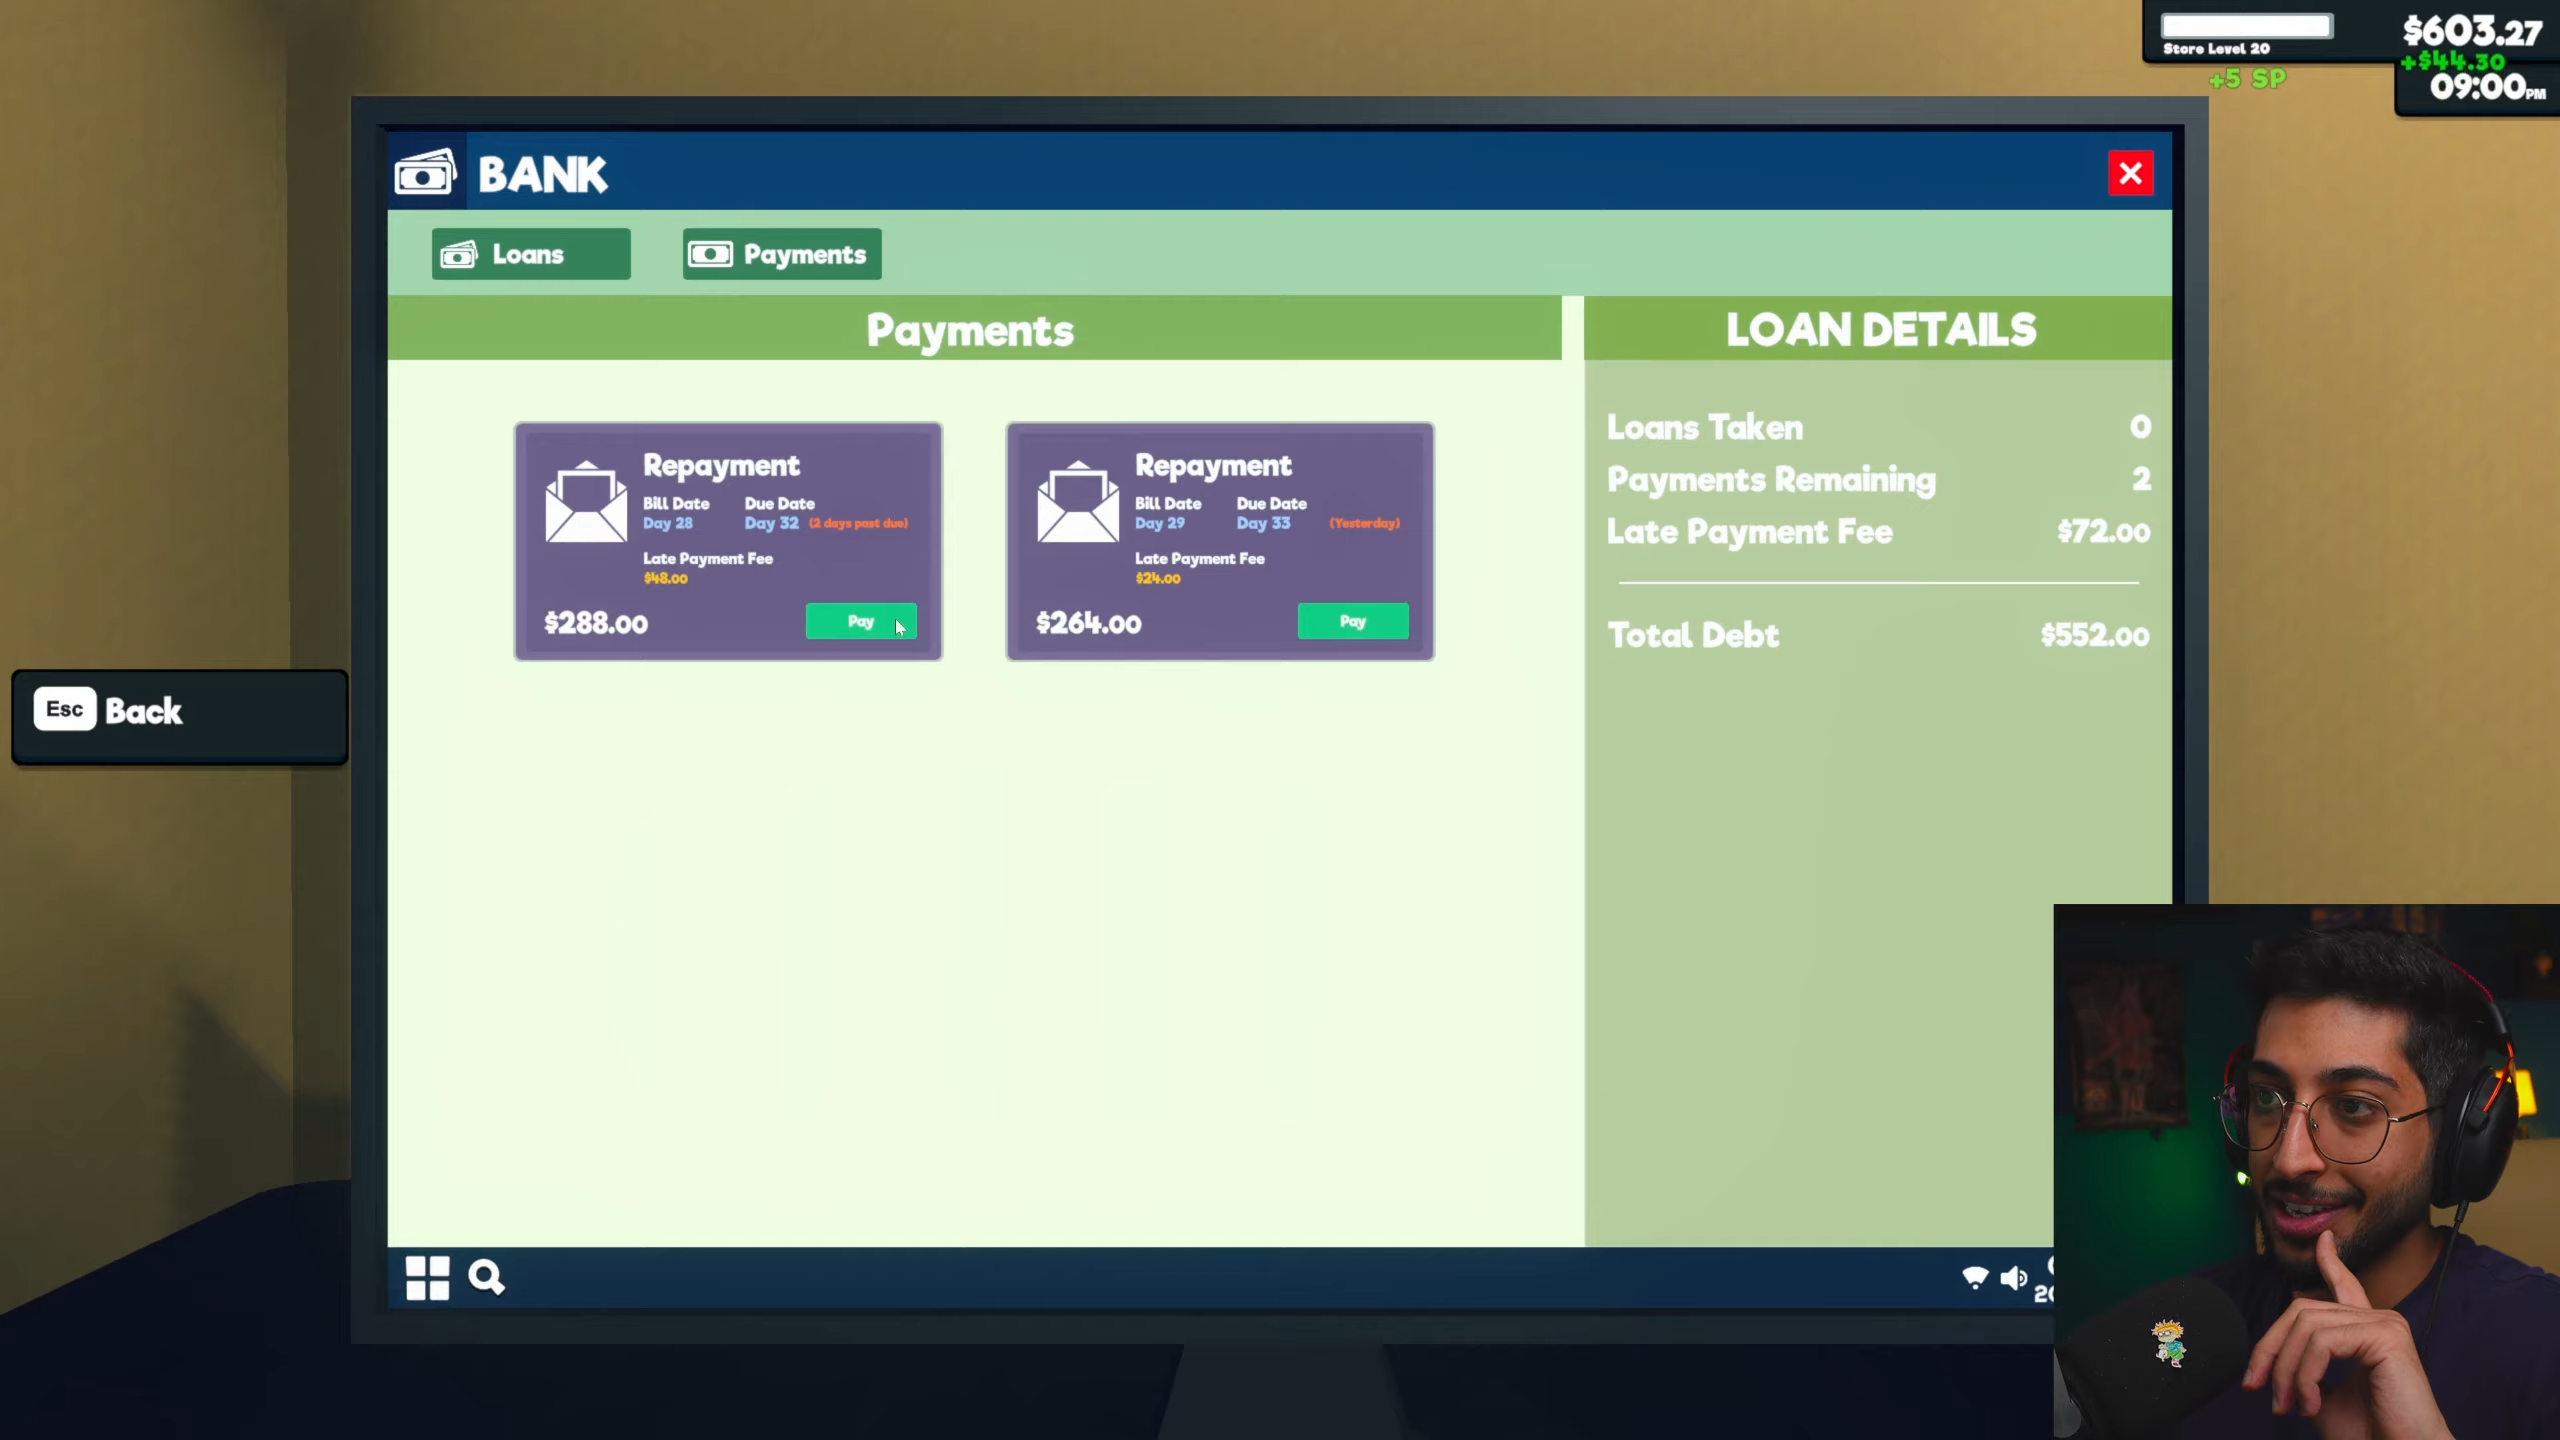 Store Level 20
$603.27
+$44.30
+5 SP
09:00PM
BANK
Loans
Payments
Payments
LOAN DETAILS
Repayment
Bill Date Due Date
Day 28 Day 32 (2 days past due)
Late Payment Fee
$48.00
$288.00
Pay
Repayment
Bill Date Due Date
Day 29 Day 33 (Yesterday)
Late Payment Fee
$24.00
$264.00
Pay
Loans Taken 0
Payments Remaining 2
Late Payment Fee $72.00
Total Debt $552.00
Esc Back